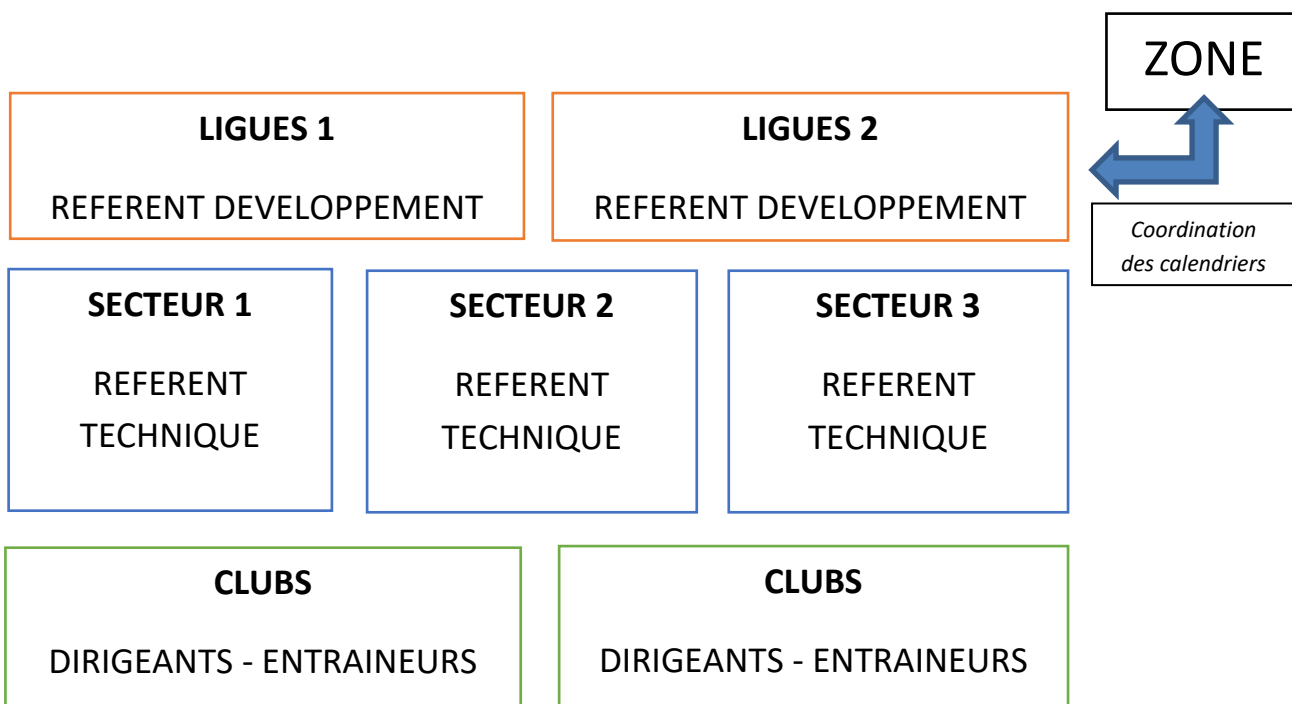 ZONE
LIGUES 1
REFERENT DEVELOPPEMENT
LIGUES 2
REFERENT DEVELOPPEMENT
Coordination
des calendriers
SECTEUR 1
REFERENT
TECHNIQUE
SECTEUR 2
REFERENT
TECHNIQUE
SECTEUR 3
REFERENT
TECHNIQUE
CLUBS
DIRIGEANTS - ENTRAINEURS
CLUBS
DIRIGEANTS - ENTRAINEURS